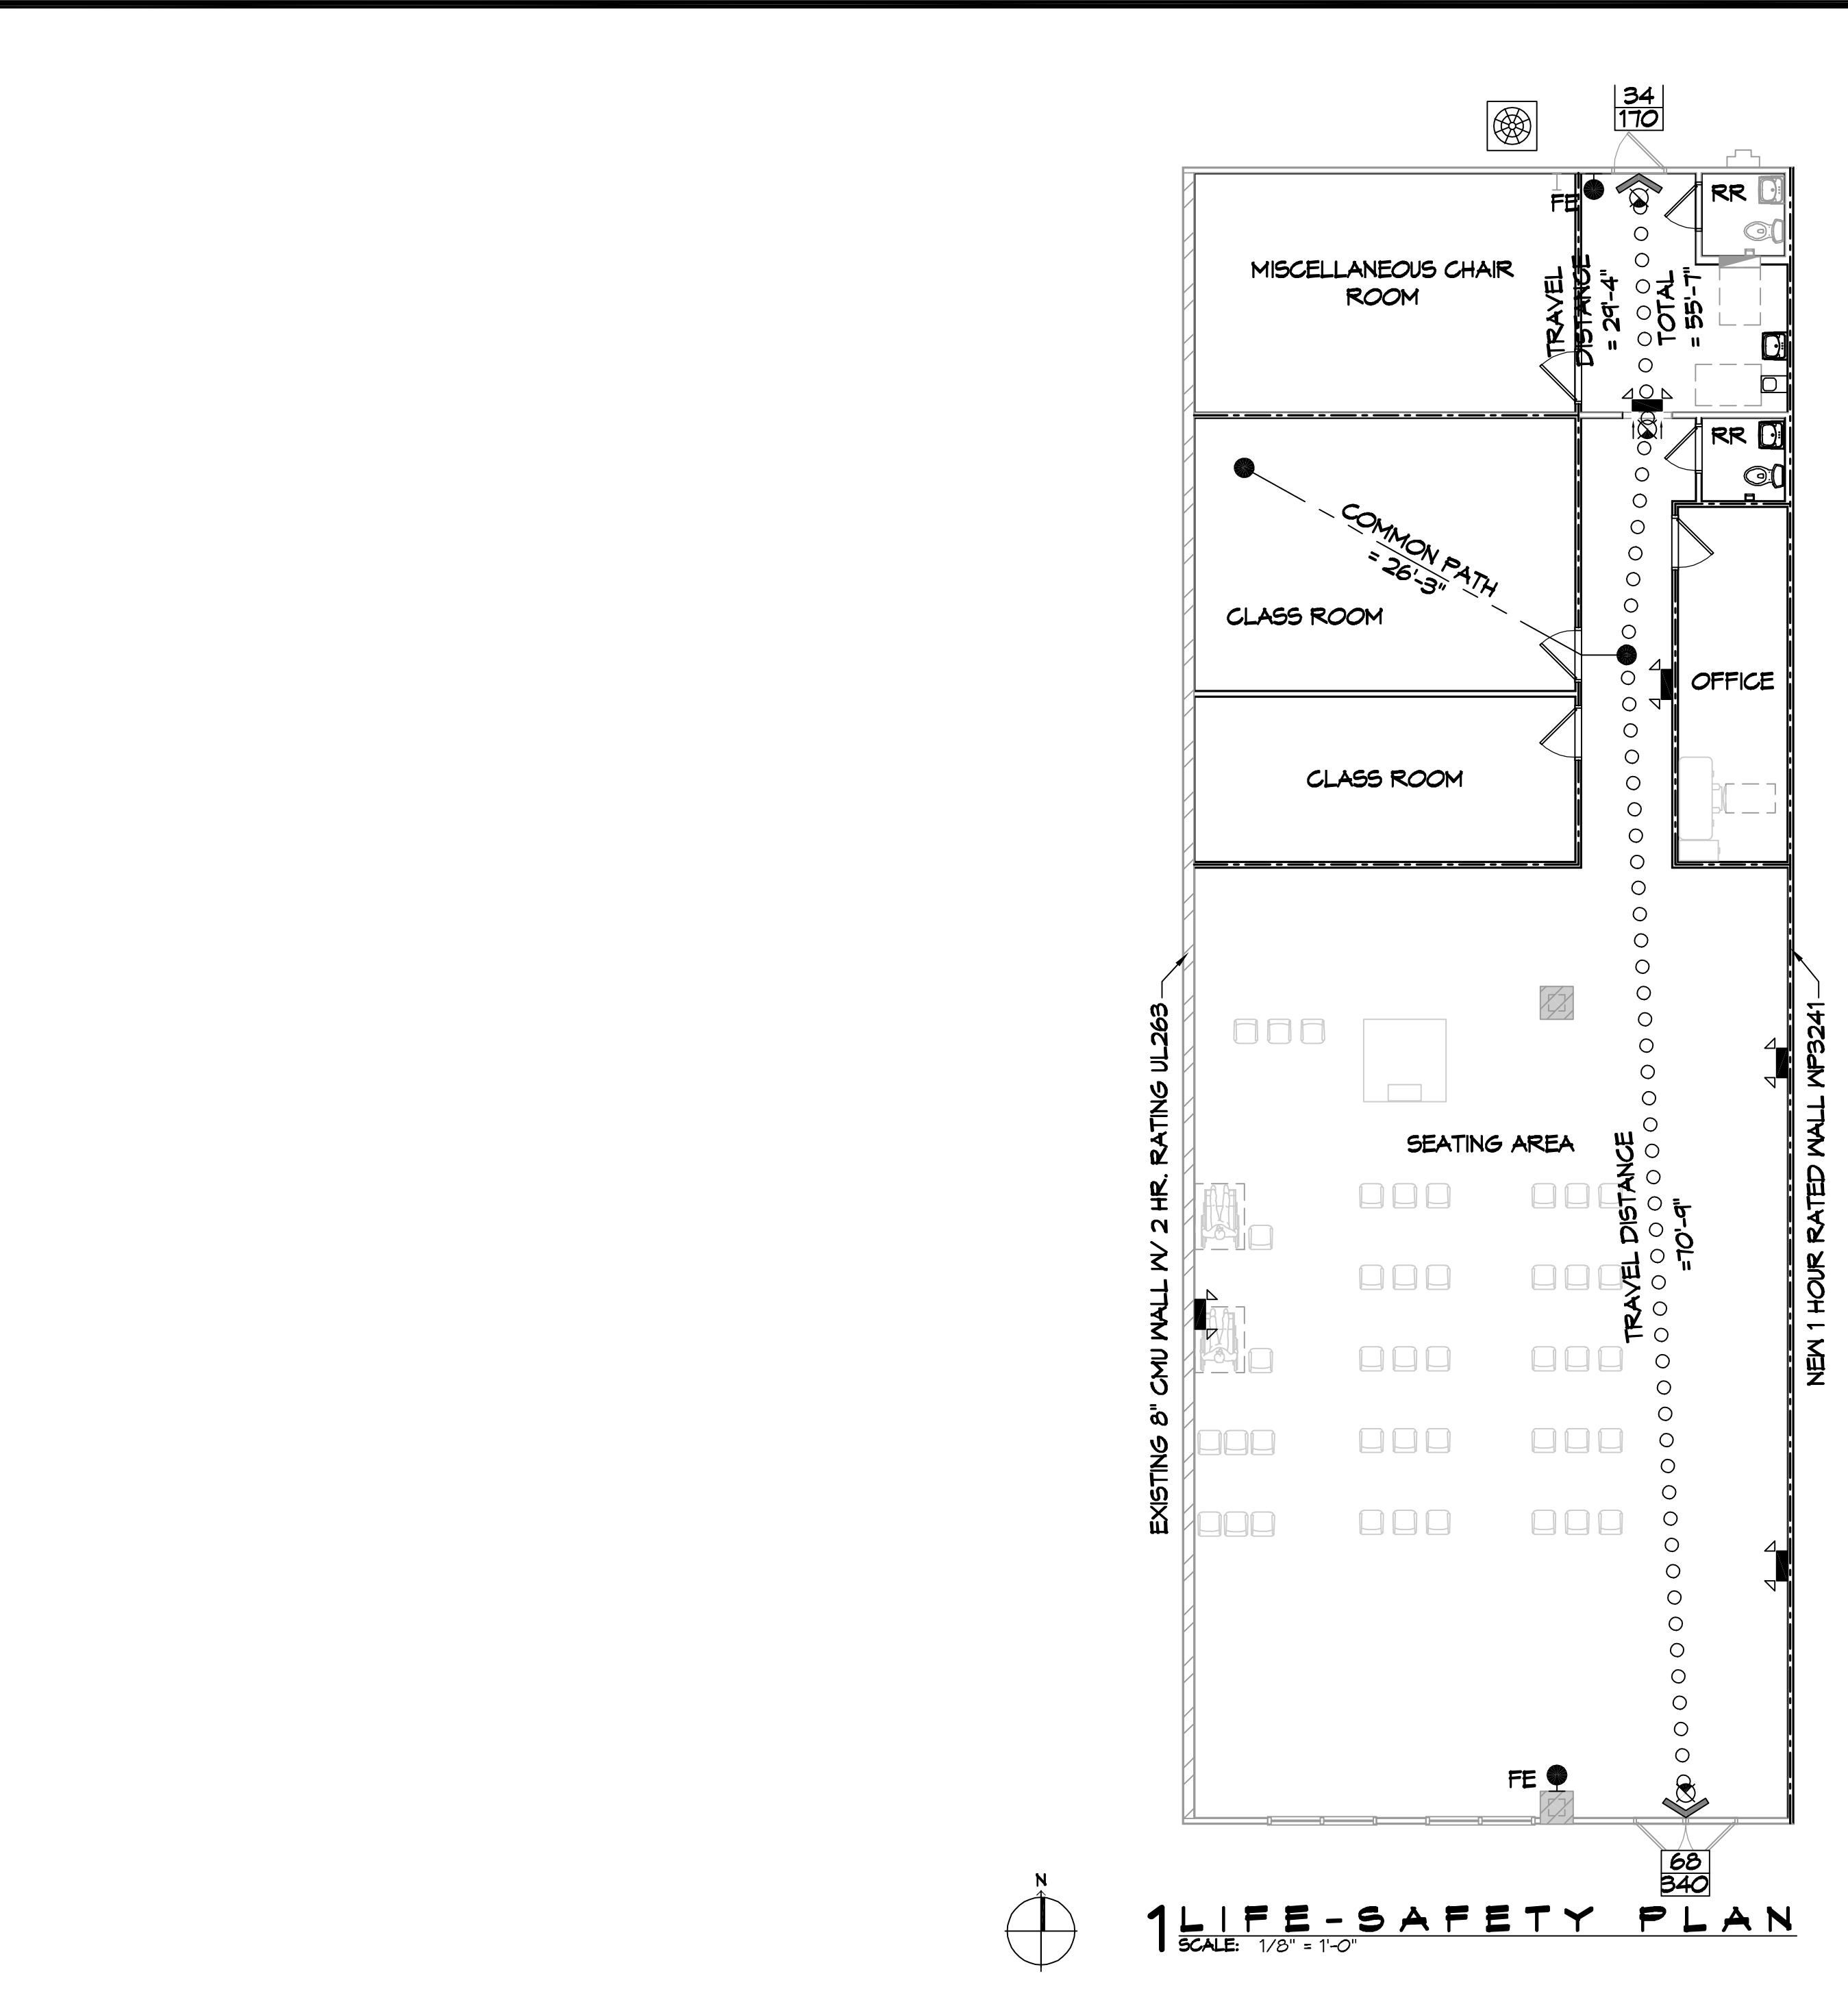 34
170
FE
RR
MISCELLANEOUS CHAIR
ROOM
TRAVEL
DISTANCE
= 29'-4"
TOTAL
= 55'-7"
RR
COMMON PATH
= 26'-3"
CLASS ROOM
OFFICE
CLASS ROOM
EXISTING 8" CMU WALL W/ 2 HR. RATING UL263
NEW 1 HOUR RATED WALL WP3241
SEATING AREA
TRAVEL DISTANCE
=70'-9"
FE
68
340
N
1 LIFE-SAFETY PLAN
SCALE: 1/8" = 1'-0"